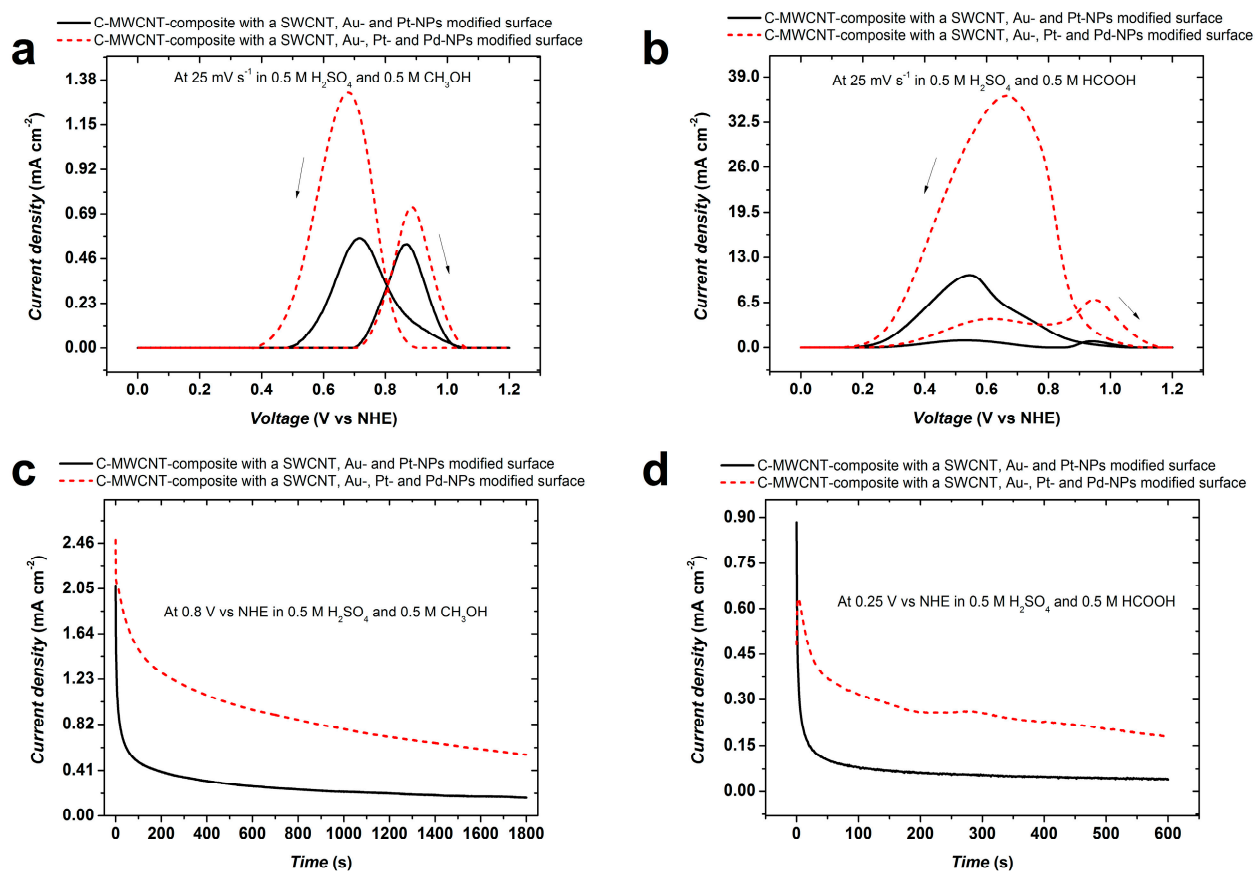 a
C-MWCNT-composite with a SWCNT, Au- and Pt-NPs modified surface
C-MWCNT-composite with a SWCNT, Au-, Pt- and Pd-NPs modified surface
At 25 mV s⁻¹ in 0.5 M H₂SO₄ and 0.5 M CH₃OH
Current density (mA cm⁻²)
1.38
1.15
0.92
0.69
0.46
0.23
0.00
0.0 0.2 0.4 0.6 0.8 1.0 1.2
Voltage (V vs NHE)
b
C-MWCNT-composite with a SWCNT, Au- and Pt-NPs modified surface
C-MWCNT-composite with a SWCNT, Au-, Pt- and Pd-NPs modified surface
At 25 mV s⁻¹ in 0.5 M H₂SO₄ and 0.5 M HCOOH
Current density (mA cm⁻²)
39.0
32.5
26.0
19.5
13.0
6.5
0.0
0.0 0.2 0.4 0.6 0.8 1.0 1.2
Voltage (V vs NHE)
c
C-MWCNT-composite with a SWCNT, Au- and Pt-NPs modified surface
C-MWCNT-composite with a SWCNT, Au-, Pt- and Pd-NPs modified surface
At 0.8 V vs NHE in 0.5 M H₂SO₄ and 0.5 M CH₃OH
Current density (mA cm⁻²)
2.46
2.05
1.64
1.23
0.82
0.41
0.00
0 200 400 600 800 1000 1200 1400 1600 1800
Time (s)
d
C-MWCNT-composite with a SWCNT, Au- and Pt-NPs modified surface
C-MWCNT-composite with a SWCNT, Au-, Pt- and Pd-NPs modified surface
At 0.25 V vs NHE in 0.5 M H₂SO₄ and 0.5 M HCOOH
Current density (mA cm⁻²)
0.90
0.75
0.60
0.45
0.30
0.15
0.00
0 100 200 300 400 500 600
Time (s)